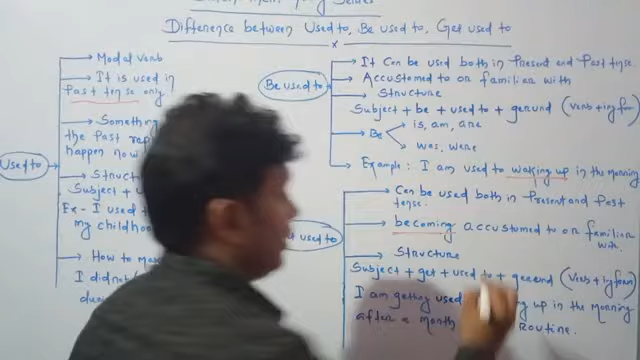 Difference between Used to, Be used to, Get used to
x
Used to
Modal verb
It is used in
Past tense only
Something
the Past
happen now
Subject +
Ex- I used
my childhood
How to
I didnot
Be used to
It Can be used both in Present and Past tense.
Accustomed to or familiar with
Structure
Subject + be + used to + gerund (verb + ing form)
Be
is, am, are
was, were
Example: I am used to waking up in the morning
used to
Can be used both in Present and Past
tense.
becoming accustomed to or familiar
with.
Structure
Subject + get + used to + gerund (verb + ing form)
I am getting used up in the morning
after a month routine.